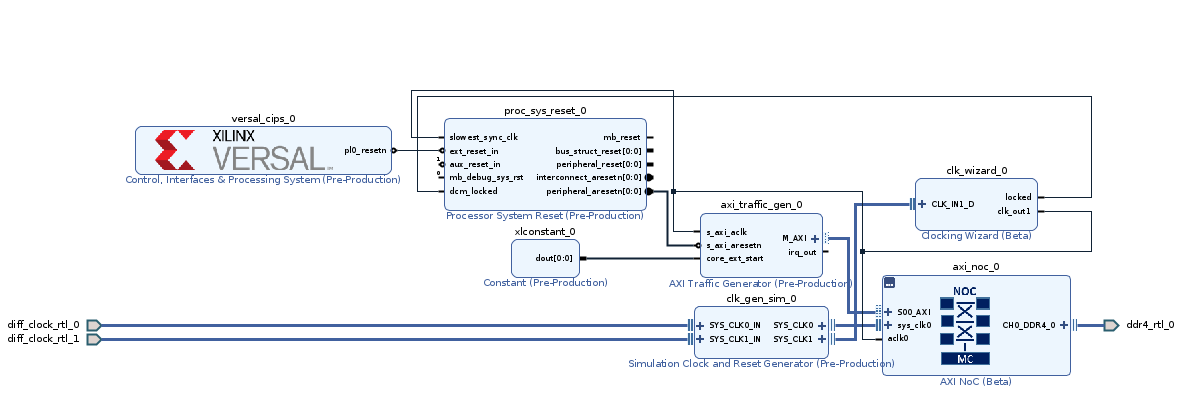 versal_cips_0
XILINX
VERSAL
pl0_resetn
Control, Interfaces & Processing System (Pre-Production)
proc_sys_reset_0
slowest_sync_clk
mb_reset
ext_reset_in
bus_struct_reset[0:0]
1
aux_reset_in
peripheral_reset[0:0]
0
mb_debug_sys_rst
interconnect_aresetn[0:0]
dcm_locked
peripheral_aresetn[0:0]
Processor System Reset (Pre-Production)
clk_wizard_0
CLK_IN1_D
locked
clk_out1
Clocking Wizard (Beta)
axi_traffic_gen_0
s_axi_aclk
M_AXI
s_axi_aresetn
irq_out
core_ext_start
AXI Traffic Generator (Pre-Production)
xlconstant_0
dout[0:0]
Constant (Pre-Production)
axi_noc_0
NOC
S00_AXI
sys_clk0
CH0_DDR4_0
aclk0
MC
AXI NoC (Beta)
clk_gen_sim_0
SYS_CLK0_IN
SYS_CLK0
SYS_CLK1_IN
SYS_CLK1
Simulation Clock and Reset Generator (Pre-Production)
diff_clock_rtl_0
diff_clock_rtl_1
ddr4_rtl_0